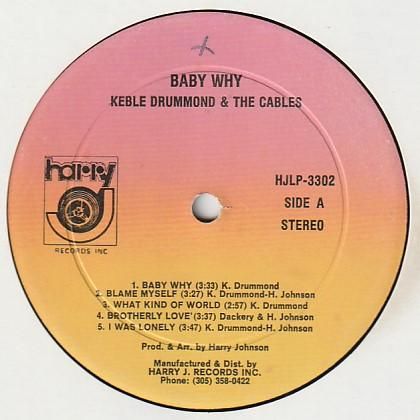 BABY WHY
KEBLE DRUMMOND & THE CABLES
harry
J
RECORDS INC
HJLP-3302
SIDE A
STEREO
1. BABY WHY (3:33) K. Drummond
2. BLAME MYSELF (3:27) K. Drummond-H. Johnson
3. WHAT KIND OF WORLD (2:57) K. Drummond
4. BROTHERLY LOVE'(3:37) Dackery & H. Johnson
5. I WAS LONELY (3:47) K. Drummond-H. Johnson
Prod. & Arr. by Harry Johnson
Manufactured & Dist. by
HARRY J. RECORDS INC.
Phone: (305) 358-0422